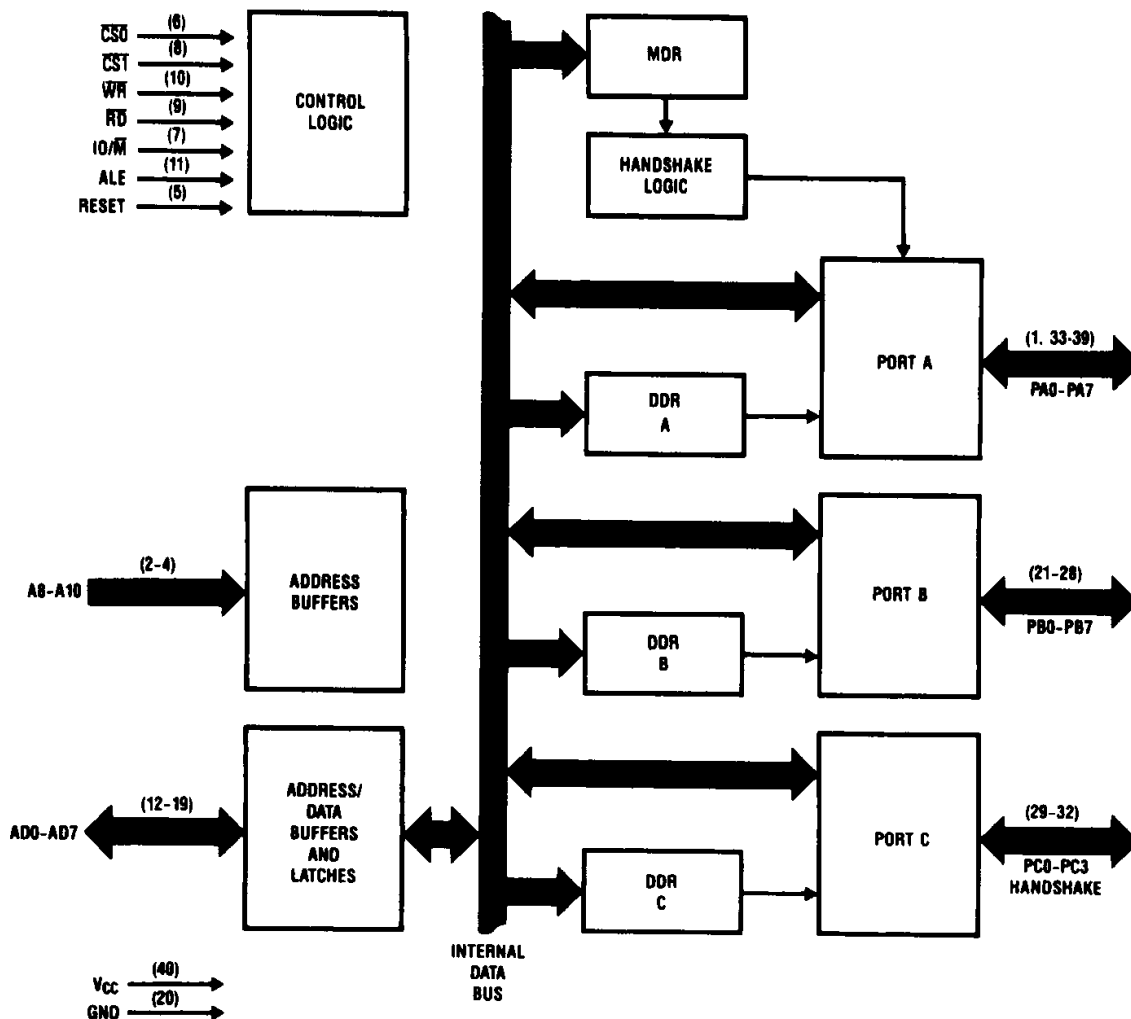 CS0 (6)
CS1 (8)
WR (10)
RD (9)
IO/M (7)
ALE (11)
RESET (5)
CONTROL
LOGIC
MDR
HANDSHAKE
LOGIC
PORT A
(1. 33-39)
PA0-PA7
DDR
A
A8-A10
(2-4)
ADDRESS
BUFFERS
PORT B
(21-28)
PB0-PB7
DDR
B
AD0-AD7
(12-19)
ADDRESS/
DATA
BUFFERS
AND
LATCHES
PORT C
(29-32)
PC0-PC3
HANDSHAKE
DDR
C
INTERNAL
DATA
BUS
VCC (40)
GND (20)